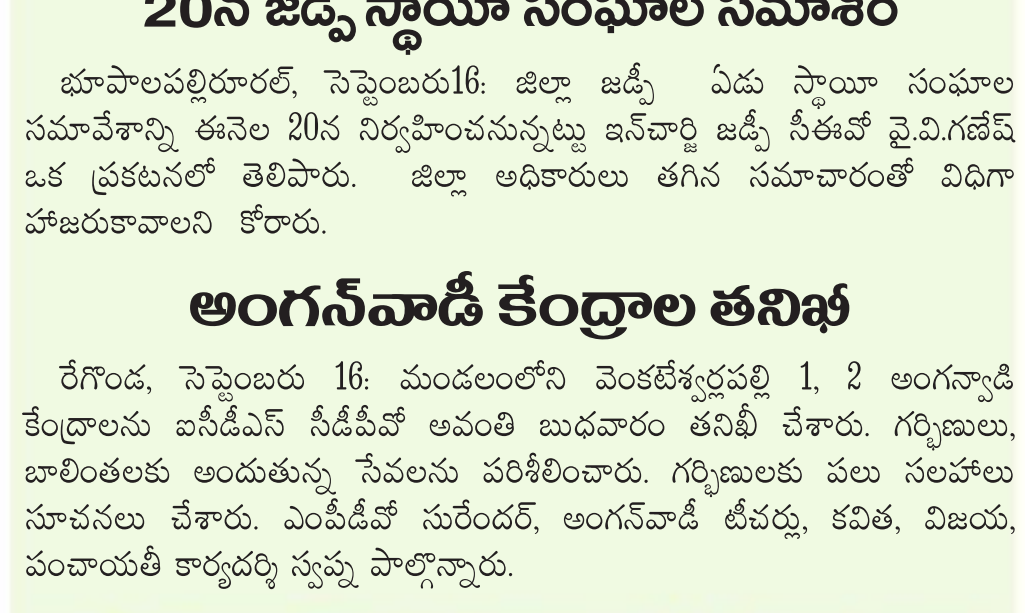 20న జడ్పీ స్థాయీ సంఘాల సమావేశం
భూపాలపల్లిరూరల్, సెప్టెంబరు16: జిల్లా జడ్పీ ఏడు స్థాయీ సంఘాల
సమావేశాన్ని ఈనెల 20న నిర్వహించనున్నట్టు ఇన్‌చార్జి జడ్పీ సీఈవో వై.వి.గణేష్
ఒక ప్రకటనలో తెలిపారు. జిల్లా అధికారులు తగిన సమాచారంతో విధిగా
హాజరుకావాలని కోరారు.
అంగన్‌వాడీ కేంద్రాల తనిఖీ
రేగొండ, సెప్టెంబరు 16: మండలంలోని వెంకటేశ్వర్లపల్లి 1, 2 అంగన్వాడి
కేంద్రాలను ఐసీడీఎస్ సీడీపీవో అవంతి బుధవారం తనిఖీ చేశారు. గర్భిణులు,
బాలింతలకు అందుతున్న సేవలను పరిశీలించారు. గర్భిణులకు పలు సలహాలు
సూచనలు చేశారు. ఎంపీడీవో సురేందర్, అంగన్‌వాడీ టీచర్లు, కవిత, విజయ,
పంచాయతీ కార్యదర్శి స్వప్న పాల్గొన్నారు.